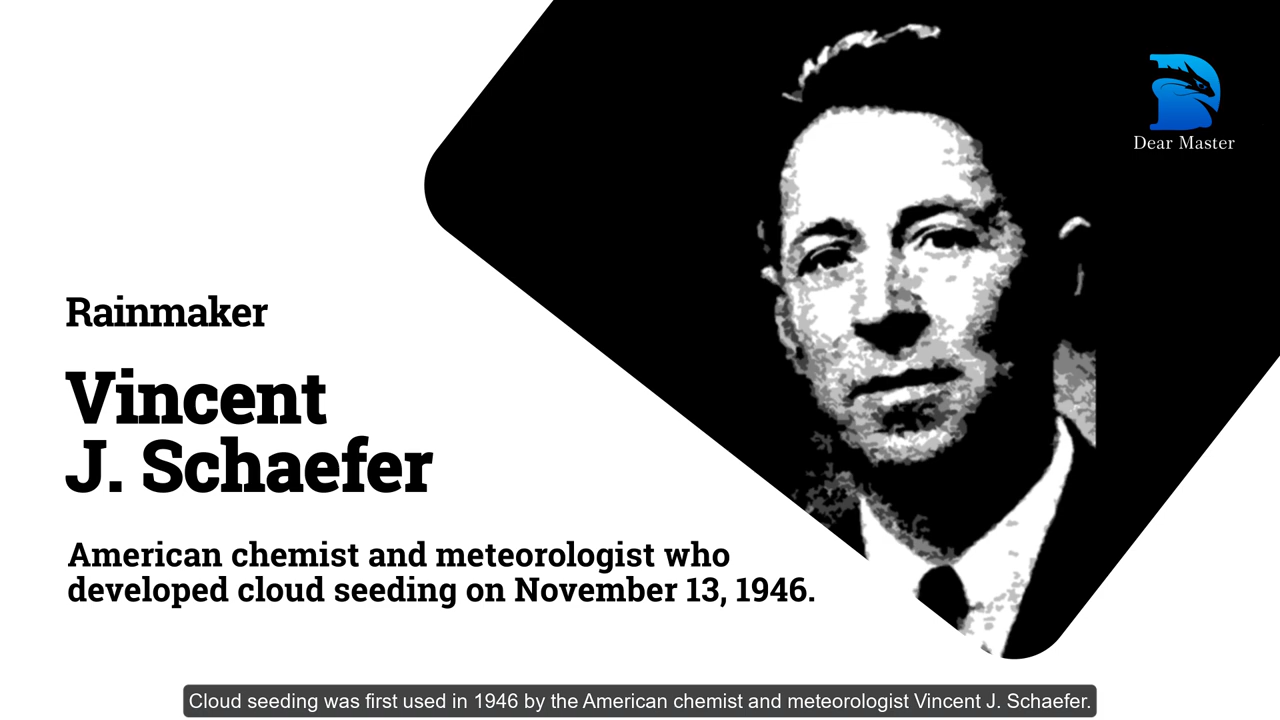 Dear Master
Rainmaker
Vincent
J. Schaefer
American chemist and meteorologist who
developed cloud seeding on November 13, 1946.
Cloud seeding was first used in 1946 by the American chemist and meteorologist Vincent J. Schaefer.